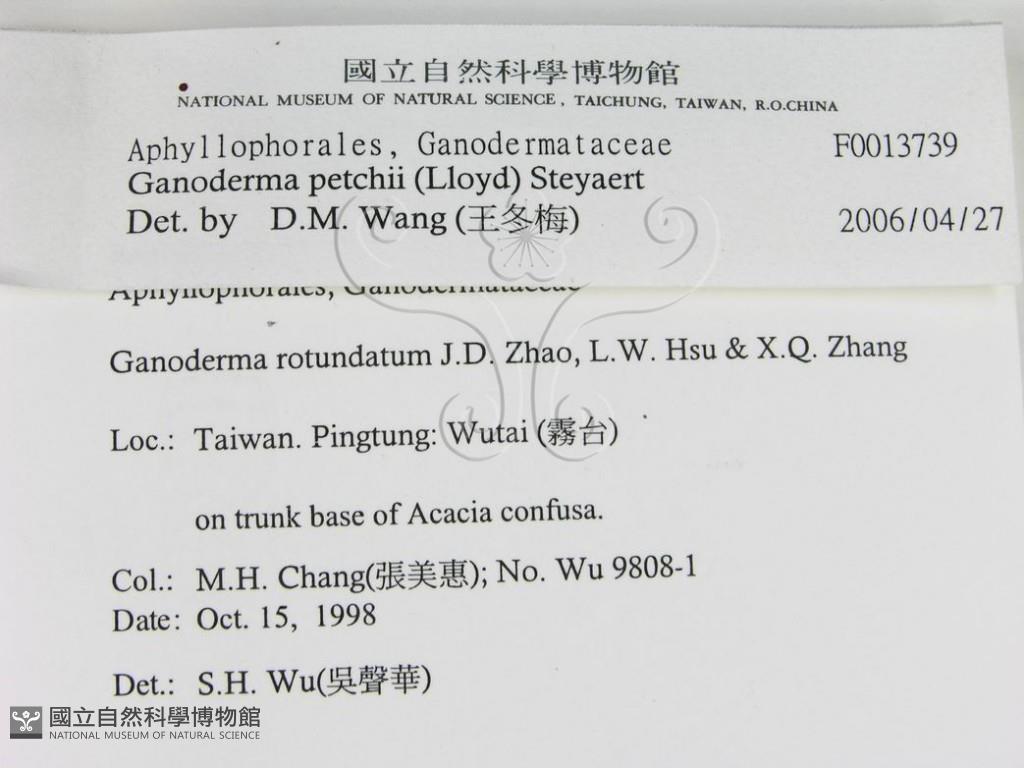 國立自然科學博物館
NATIONAL MUSEUM OF NATURAL SCIENCE, TAICHUNG, TAIWAN, R.O.CHINA
Aphyllophorales, Ganodermataceae F0013739
Ganoderma petchii (Lloyd) Steyaert
Det. by D.M. Wang (王冬梅) 2006/04/27
Aphyllophorales, Ganodermataceae
Ganoderma rotundatum J.D. Zhao, L.W. Hsu & X.Q. Zhang
Loc.: Taiwan. Pingtung: Wutai (霧台)
on trunk base of Acacia confusa.
Col.: M.H. Chang(張美惠); No. Wu 9808-1
Date: Oct. 15, 1998
Det.: S.H. Wu(吳聲華)
國立自然科學博物館
NATIONAL MUSEUM OF NATURAL SCIENCE